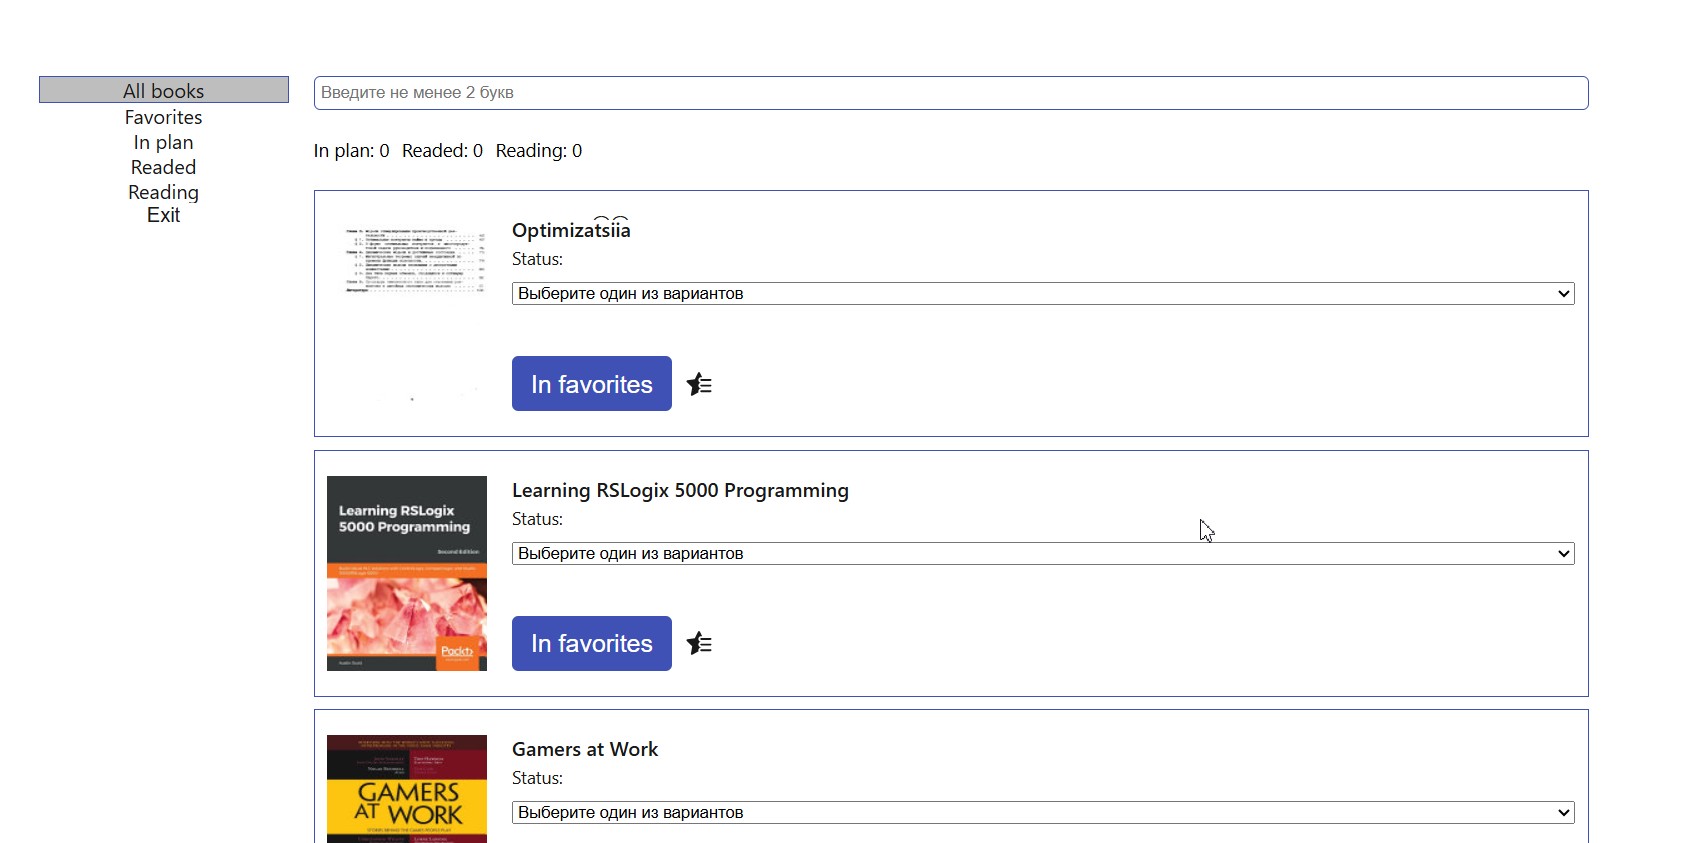 All books
Favorites
In plan
Readed
Reading
Exit
Введите не менее 2 букв
In plan: 0 Readed: 0 Reading: 0
Optimizat͡sii͡a
Status:
Выберите один из вариантов
In favorites
Learning RSLogix
5000 Programming
Second Edition
Packt>
Learning RSLogix 5000 Programming
Status:
Выберите один из вариантов
In favorites
GAMERS
AT WORK
Gamers at Work
Status:
Выберите один из вариантов